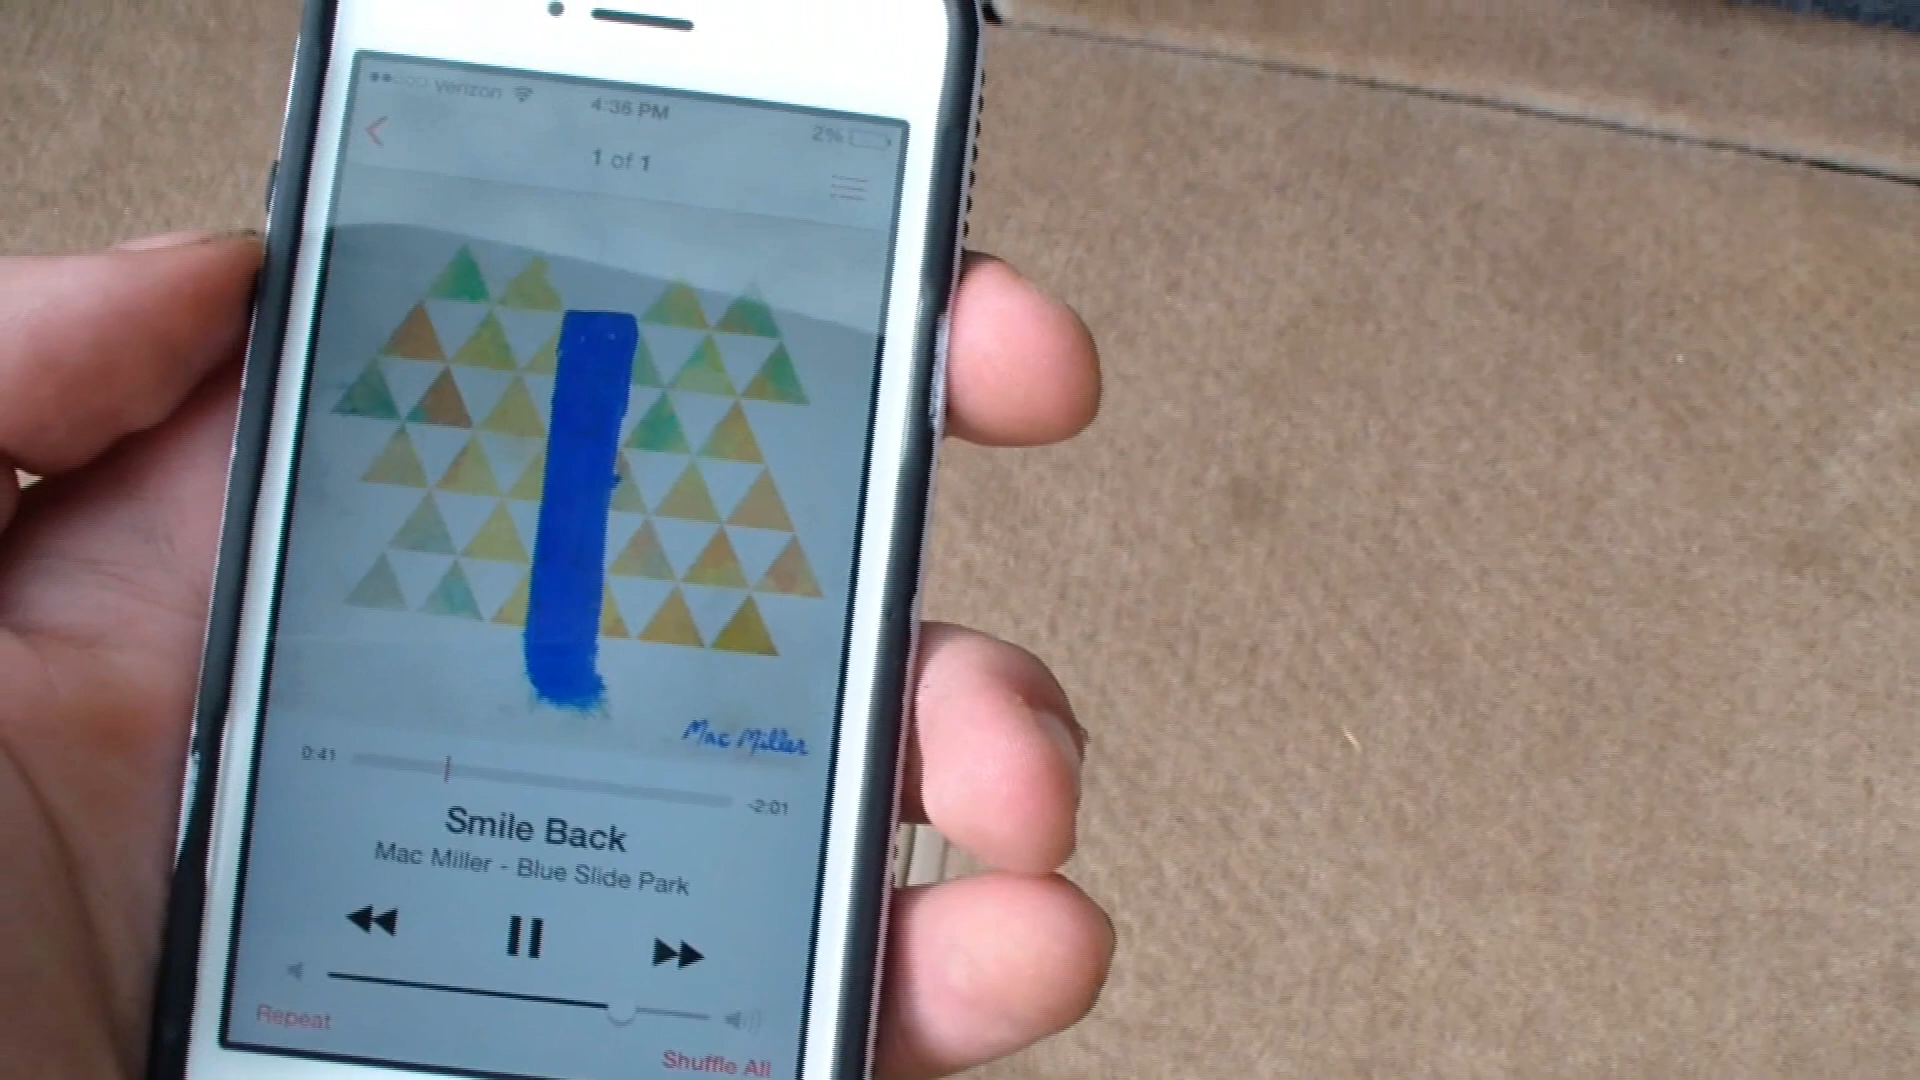 verizon 4:36 PM 2%
1 of 1
Mac Miller
0:41 -2:01
Smile Back
Mac Miller - Blue Slide Park
Repeat Shuffle All